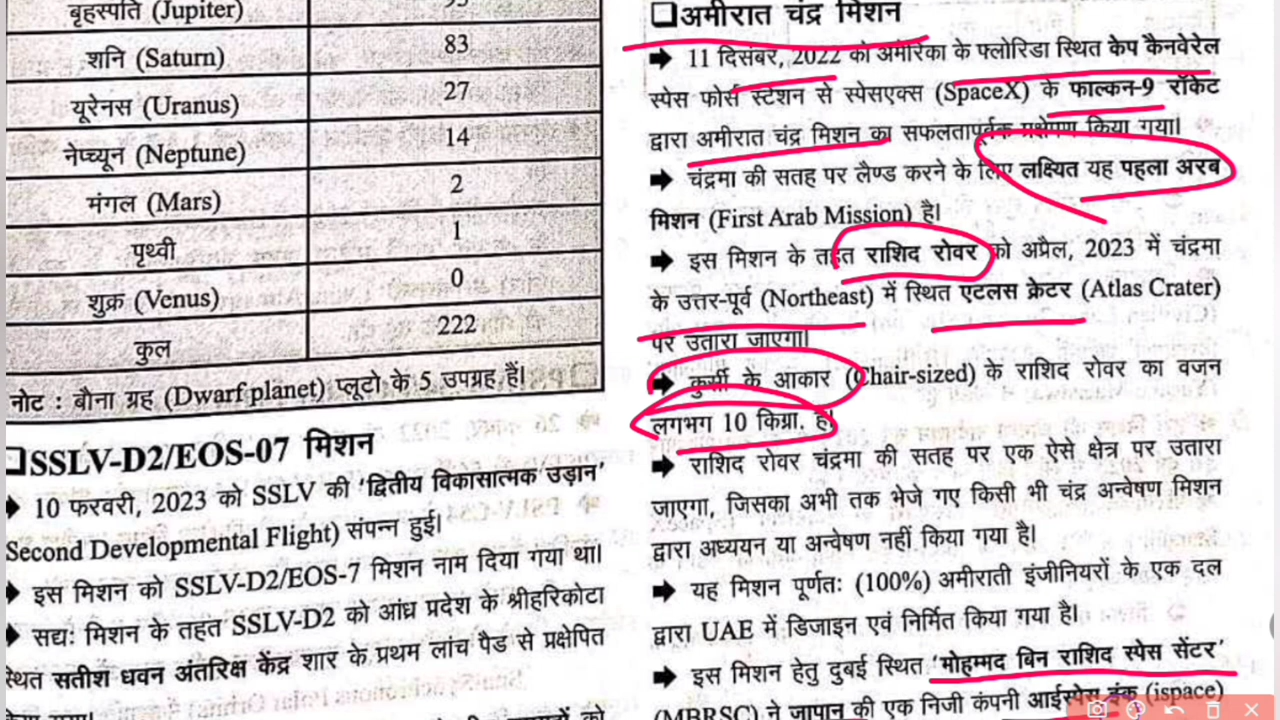 बृहस्पति (Jupiter)
शनि (Saturn) 83
यूरेनस (Uranus) 27
नेप्च्यून (Neptune) 14
मंगल (Mars) 2
पृथ्वी 1
शुक्र (Venus) 0
कुल 222
नोट : बौना ग्रह (Dwarf planet) प्लूटो के 5 उपग्रह हैं।
SSLV-D2/EOS-07 मिशन
10 फरवरी, 2023 को SSLV की 'द्वितीय विकासात्मक उड़ान'
Second Developmental Flight) संपन्न हुई।
इस मिशन को SSLV-D2/EOS-7 मिशन नाम दिया गया था।
सद्य: मिशन के तहत SSLV-D2 को आंध्र प्रदेश के श्रीहरिकोटा
स्थित सतीश धवन अंतरिक्ष केंद्र शार के प्रथम लांच पैड से प्रक्षेपित
अमीरात चंद्र मिशन
11 दिसंबर, 2022 को अमेरिका के फ्लोरिडा स्थित केप कैनवेरेल
स्पेस फोर्स स्टेशन से स्पेसएक्स (SpaceX) के फाल्कन-9 रॉकेट
द्वारा अमीरात चंद्र मिशन का सफलतापूर्वक प्रक्षेपण किया गया।
चंद्रमा की सतह पर लैण्ड करने के लिए लक्ष्यित यह पहला अरब
मिशन (First Arab Mission) है।
इस मिशन के तहत राशिद रोवर को अप्रैल, 2023 में चंद्रमा
के उत्तर-पूर्व (Northeast) में स्थित एटलस क्रेटर (Atlas Crater)
पर उतारा जाएगा।
कुर्सी के आकार (Chair-sized) के राशिद रोवर का वजन
लगभग 10 किग्रा. है।
राशिद रोवर चंद्रमा की सतह पर एक ऐसे क्षेत्र पर उतारा
जाएगा, जिसका अभी तक भेजे गए किसी भी चंद्र अन्वेषण मिशन
द्वारा अध्ययन या अन्वेषण नहीं किया गया है।
यह मिशन पूर्णत: (100%) अमीराती इंजीनियरों के एक दल
द्वारा UAE में डिजाइन एवं निर्मित किया गया है।
इस मिशन हेतु दुबई स्थित 'मोहम्मद बिन राशिद स्पेस सेंटर'
(MBRSC) ने जापान की एक निजी कंपनी आईस्पेस इंक (ispace)